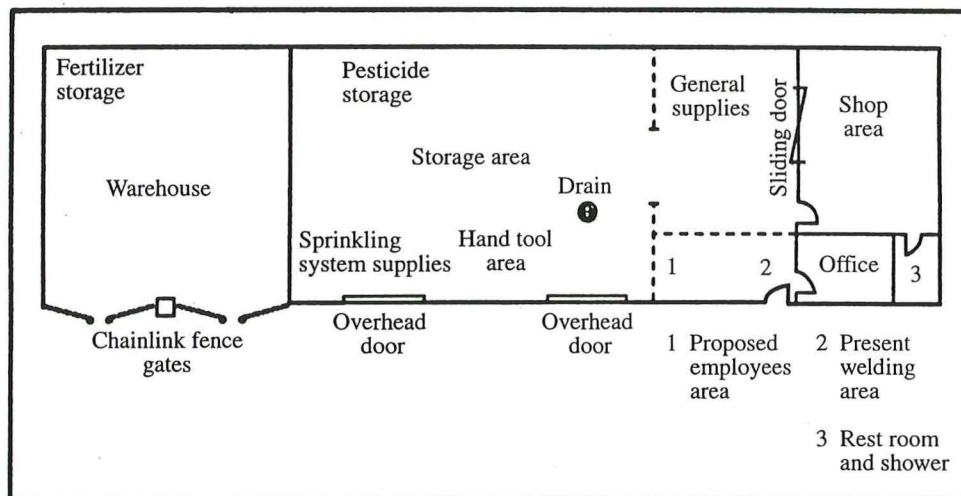 Fertilizer
storage
Warehouse
Chainlink fence
gates
Pesticide
storage
Storage area
Drain
Sprinkling
system supplies
Hand tool
area
Overhead
door
Overhead
door
General
supplies
Sliding door
Shop
area
1
2
Office
3
1 Proposed
employees
area
2 Present
welding
area
3 Rest room
and shower